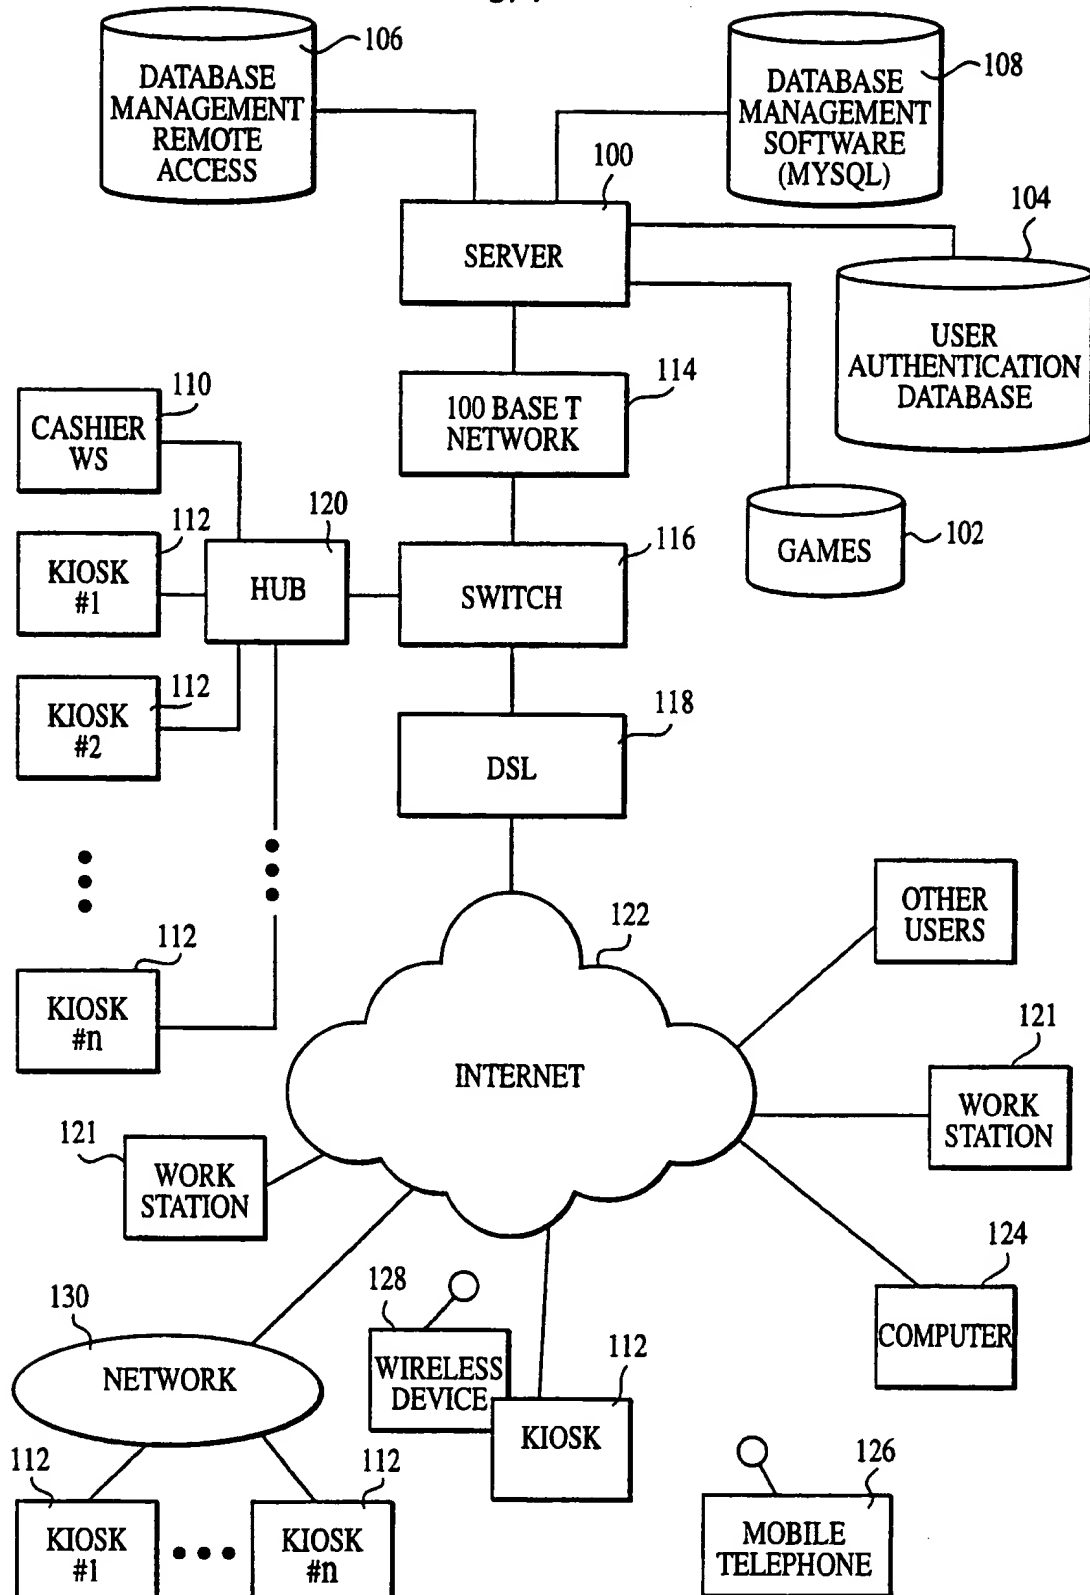 106
DATABASE
MANAGEMENT
REMOTE
ACCESS
108
DATABASE
MANAGEMENT
SOFTWARE
(MYSQL)
100
SERVER
104
USER
AUTHENTICATION
DATABASE
110
CASHIER
WS
114
100 BASE T
NETWORK
102
GAMES
112
KIOSK
#1
120
HUB
116
SWITCH
112
KIOSK
#2
118
DSL
112
KIOSK
#n
122
INTERNET
OTHER
USERS
121
WORK
STATION
121
WORK
STATION
124
COMPUTER
130
NETWORK
128
WIRELESS
DEVICE
112
KIOSK
112
KIOSK
#1
112
KIOSK
#n
126
MOBILE
TELEPHONE